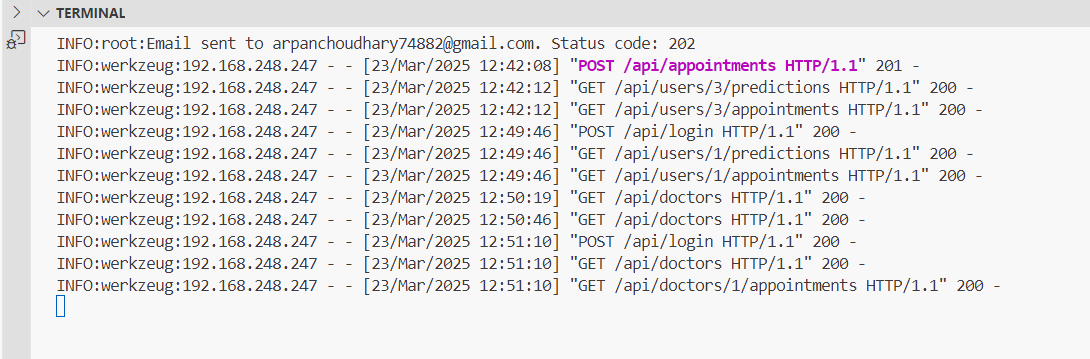 TERMINAL
INFO:root:Email sent to arpanchoudhary74882@gmail.com. Status code: 202
INFO:werkzeug:192.168.248.247 - - [23/Mar/2025 12:42:08] "POST /api/appointments HTTP/1.1" 201 -
INFO:werkzeug:192.168.248.247 - - [23/Mar/2025 12:42:12] "GET /api/users/3/predictions HTTP/1.1" 200 -
INFO:werkzeug:192.168.248.247 - - [23/Mar/2025 12:42:12] "GET /api/users/3/appointments HTTP/1.1" 200 -
INFO:werkzeug:192.168.248.247 - - [23/Mar/2025 12:49:46] "POST /api/login HTTP/1.1" 200 -
INFO:werkzeug:192.168.248.247 - - [23/Mar/2025 12:49:46] "GET /api/users/1/predictions HTTP/1.1" 200 -
INFO:werkzeug:192.168.248.247 - - [23/Mar/2025 12:49:46] "GET /api/users/1/appointments HTTP/1.1" 200 -
INFO:werkzeug:192.168.248.247 - - [23/Mar/2025 12:50:19] "GET /api/doctors HTTP/1.1" 200 -
INFO:werkzeug:192.168.248.247 - - [23/Mar/2025 12:50:46] "GET /api/doctors HTTP/1.1" 200 -
INFO:werkzeug:192.168.248.247 - - [23/Mar/2025 12:51:10] "POST /api/login HTTP/1.1" 200 -
INFO:werkzeug:192.168.248.247 - - [23/Mar/2025 12:51:10] "GET /api/doctors HTTP/1.1" 200 -
INFO:werkzeug:192.168.248.247 - - [23/Mar/2025 12:51:10] "GET /api/doctors/1/appointments HTTP/1.1" 200 -